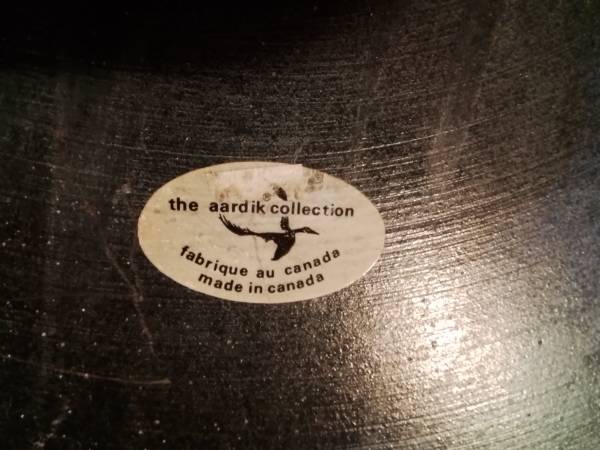 the aardik collection
fabrique au canada
made in canada